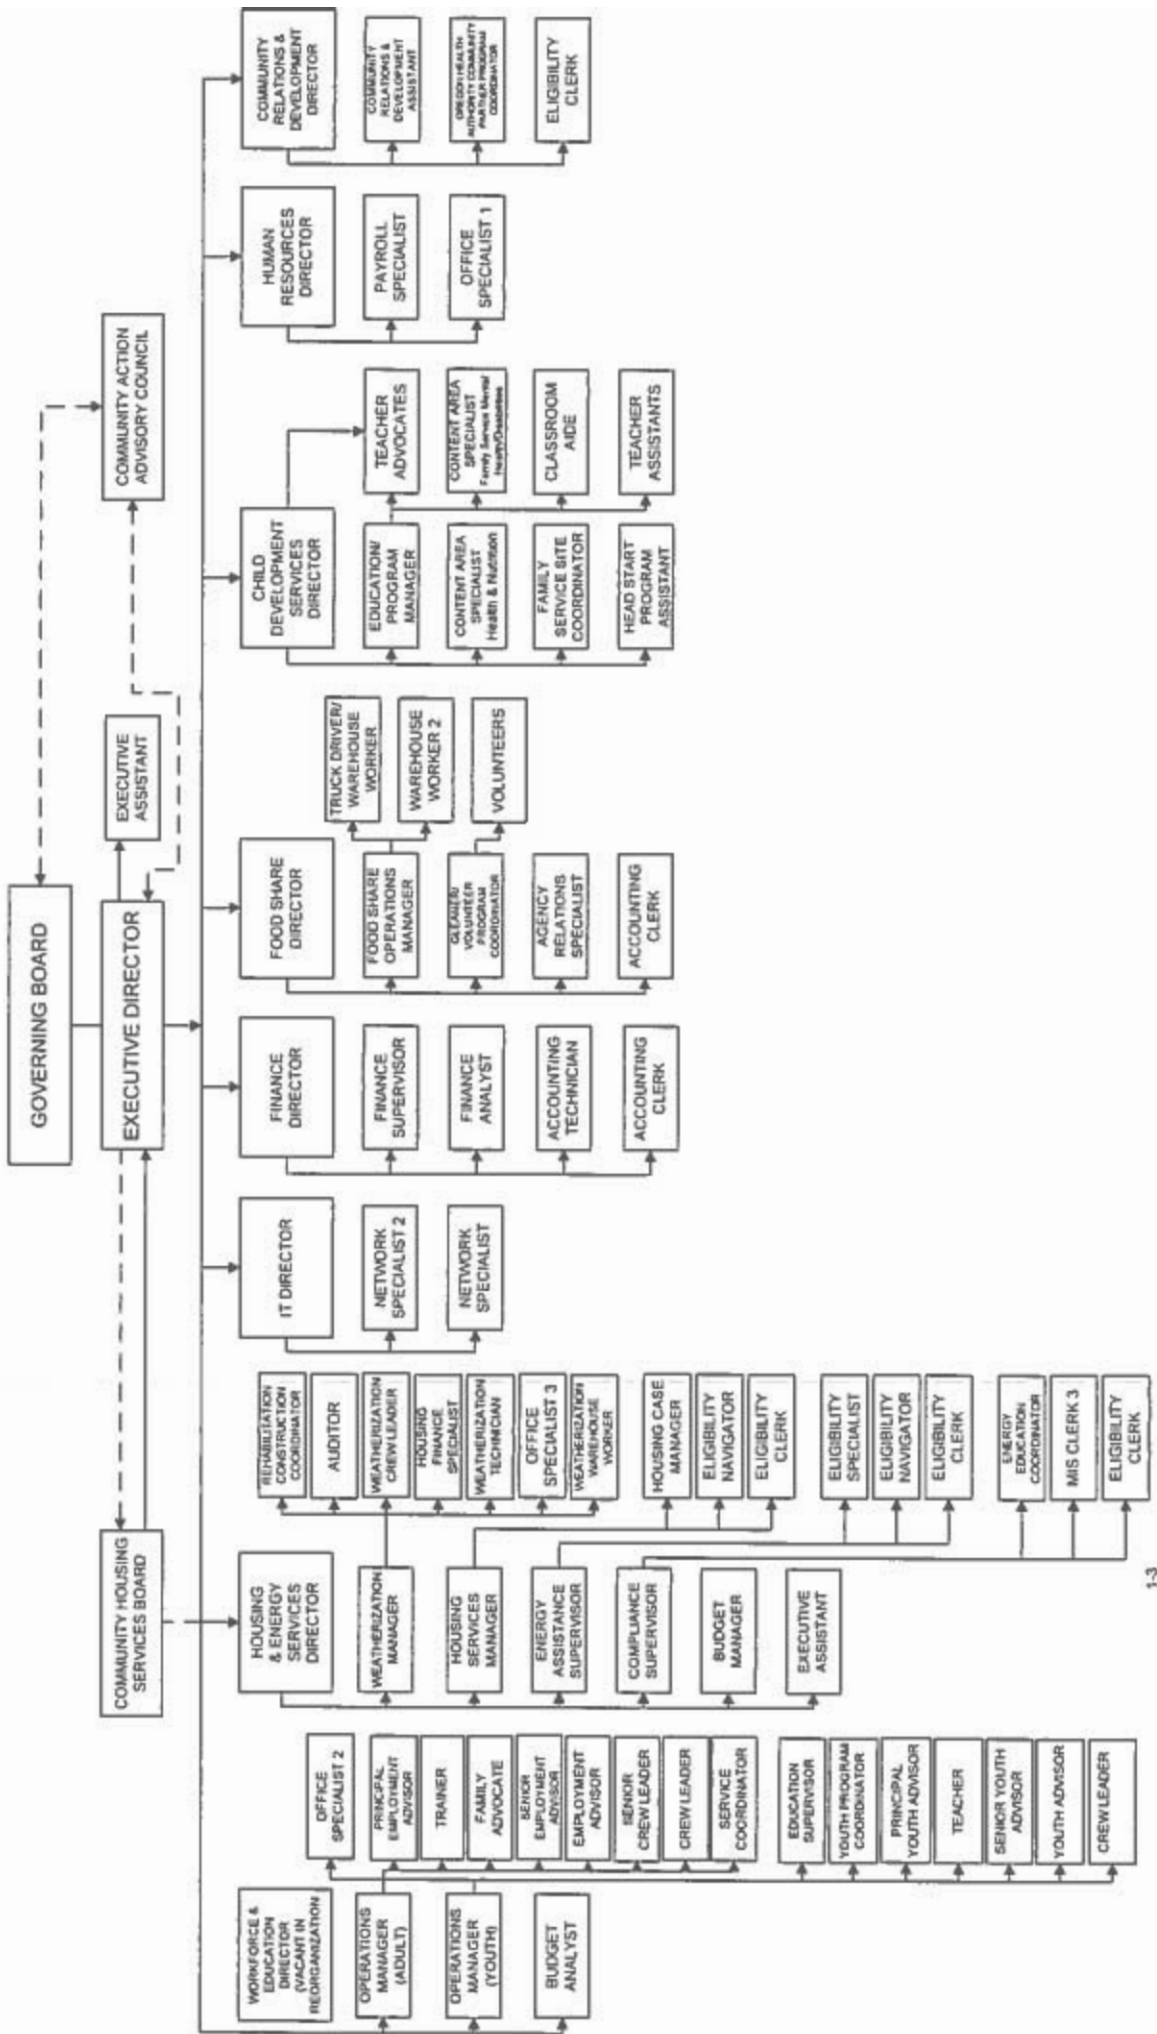 GOVERNING BOARD
COMMUNITY HOUSING
SERVICES BOARD
EXECUTIVE DIRECTOR
EXECUTIVE
ASSISTANT
COMMUNITY ACTION
ADVISORY COUNCIL
WORKFORCE &
EDUCATION
DIRECTOR
(VACANT IN
REORGANIZATION)
OPERATIONS
MANAGER
(ADULT)
OPERATIONS
MANAGER
(YOUTH)
BUDGET
ANALYST
OFFICE
SPECIALIST 2
PRINCIPAL
EMPLOYMENT
ADVISOR
TRAINER
FAMILY
ADVOCATE
SENIOR
EMPLOYMENT
ADVISOR
EMPLOYMENT
ADVISOR
SENIOR
CREW LEADER
CREW LEADER
SERVICE
COORDINATOR
EDUCATION
SUPERVISOR
YOUTH PROGRAM
COORDINATOR
PRINCIPAL
YOUTH ADVISOR
TEACHER
SENIOR YOUTH
ADVISOR
YOUTH ADVISOR
CREW LEADER
HOUSING
& ENERGY
SERVICES
DIRECTOR
WEATHERIZATION
MANAGER
HOUSING
SERVICES
MANAGER
ENERGY
ASSISTANCE
SUPERVISOR
COMPLIANCE
SUPERVISOR
BUDGET
MANAGER
EXECUTIVE
ASSISTANT
REHABILITATION
CONSTRUCTION
COORDINATOR
AUDITOR
WEATHERIZATION
CREW LEADER
HOUSING
FINANCE
SPECIALIST
WEATHERIZATION
TECHNICIAN
OFFICE
SPECIALIST 3
WEATHERIZATION
WAREHOUSE
WORKER
HOUSING CASE
MANAGER
ELIGIBILITY
NAVIGATOR
ELIGIBILITY
CLERK
ELIGIBILITY
SPECIALIST
ELIGIBILITY
NAVIGATOR
ELIGIBILITY
CLERK
ENERGY
EDUCATION
COORDINATOR
MIS CLERK 3
ELIGIBILITY
CLERK
IT DIRECTOR
NETWORK
SPECIALIST 2
NETWORK
SPECIALIST
FINANCE
DIRECTOR
FINANCE
SUPERVISOR
FINANCE
ANALYST
ACCOUNTING
TECHNICIAN
ACCOUNTING
CLERK
FOOD SHARE
DIRECTOR
FOOD SHARE
OPERATIONS
MANAGER
GLEANER/
VOLUNTEER
PROGRAM
COORDINATOR
AGENCY
RELATIONS
SPECIALIST
ACCOUNTING
CLERK
TRUCK DRIVER/
WAREHOUSE
WORKER
WAREHOUSE
WORKER 2
VOLUNTEERS
CHILD
DEVELOPMENT
SERVICES
DIRECTOR
EDUCATION/
PROGRAM
MANAGER
CONTENT AREA
SPECIALIST
Health & Nutrition
FAMILY
SERVICE SITE
COORDINATOR
HEAD START
PROGRAM
ASSISTANT
TEACHER
ADVOCATES
CONTENT AREA
SPECIALIST
Family Service Mental
Health/Disabilities
CLASSROOM
AIDE
TEACHER
ASSISTANTS
HUMAN
RESOURCES
DIRECTOR
PAYROLL
SPECIALIST
OFFICE
SPECIALIST 1
COMMUNITY
RELATIONS &
DEVELOPMENT
DIRECTOR
COMMUNITY
RELATIONS &
DEVELOPMENT
ASSISTANT
OREGON HEALTH
AUTHORITY COMMUNITY
PARTNER PROGRAM
COORDINATOR
ELIGIBILITY
CLERK
1-3